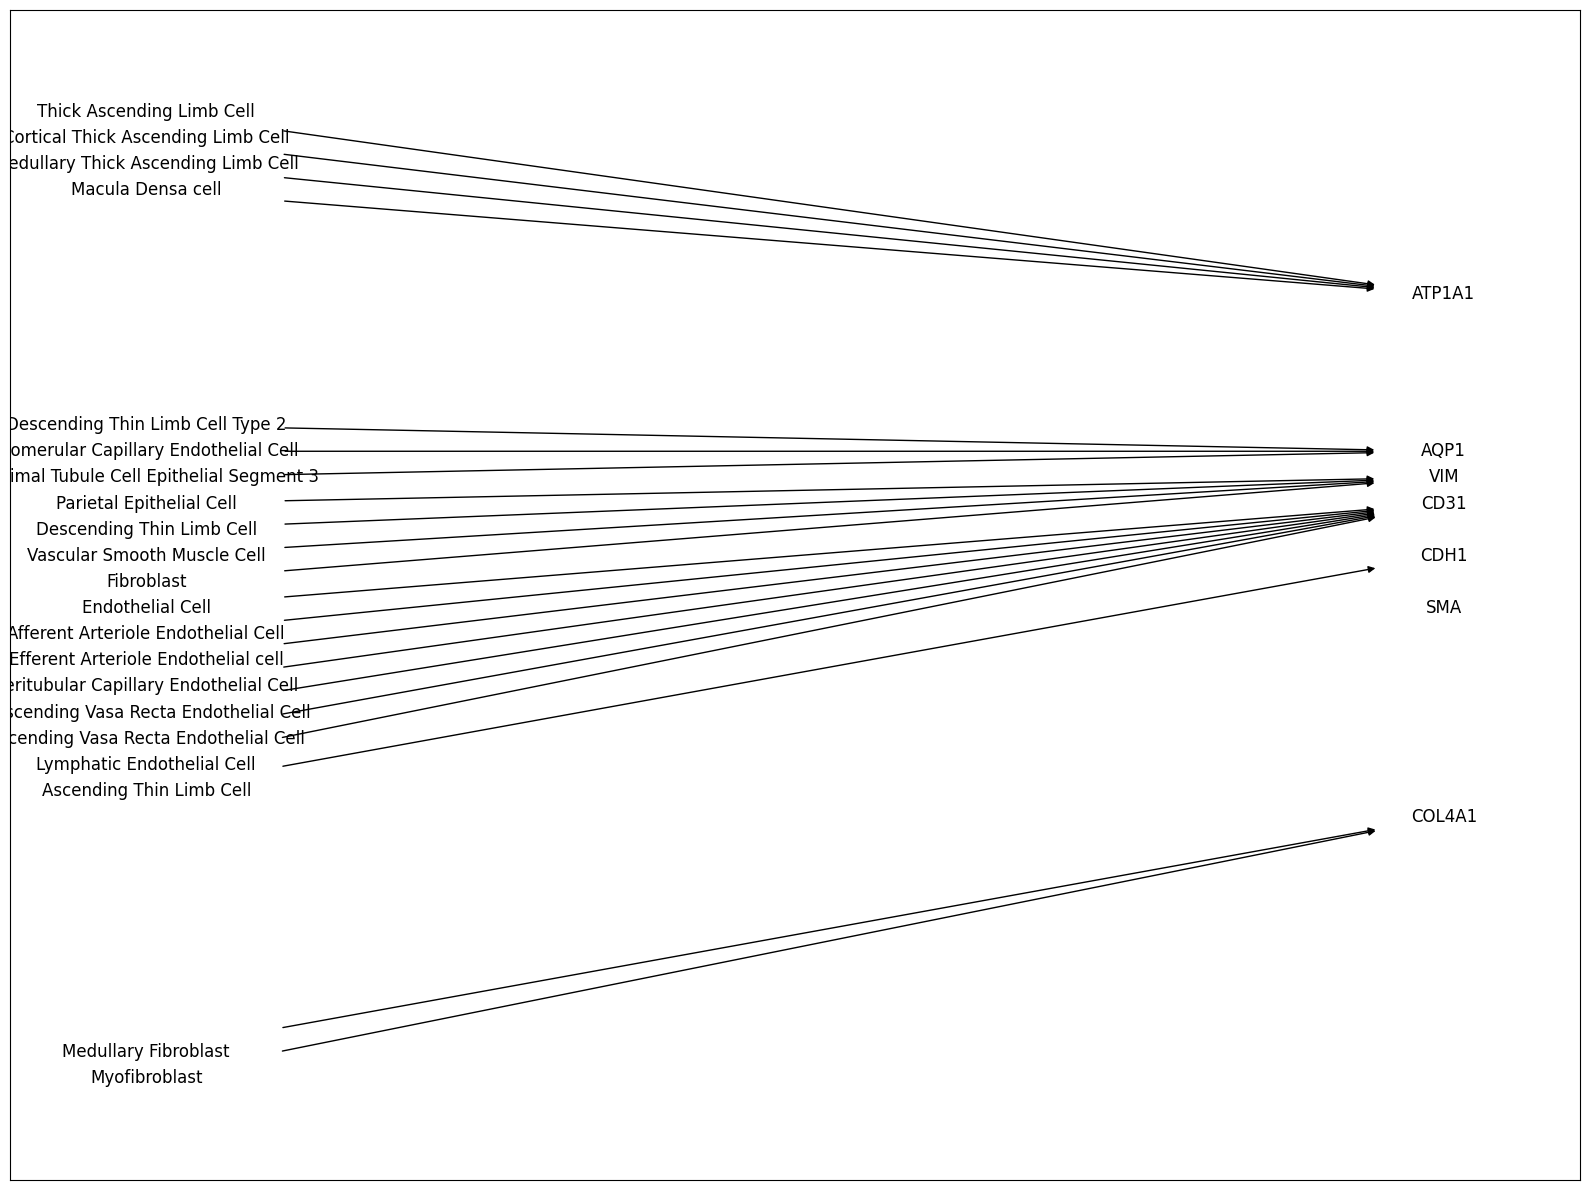 Thick Ascending Limb Cell
Cortical Thick Ascending Limb Cell
edullary Thick Ascending Limb Cell
Macula Densa cell
ATP1A1
Descending Thin Limb Cell Type 2
omerular Capillary Endothelial Cell
imal Tubule Cell Epithelial Segment 3
Parietal Epithelial Cell
Descending Thin Limb Cell
Vascular Smooth Muscle Cell
Fibroblast
Endothelial Cell
Afferent Arteriole Endothelial Cell
Efferent Arteriole Endothelial cell
eritubular Capillary Endothelial Cell
scending Vasa Recta Endothelial Cell
cending Vasa Recta Endothelial Cell
Lymphatic Endothelial Cell
Ascending Thin Limb Cell
AQP1
VIM
CD31
CDH1
SMA
COL4A1
Medullary Fibroblast
Myofibroblast